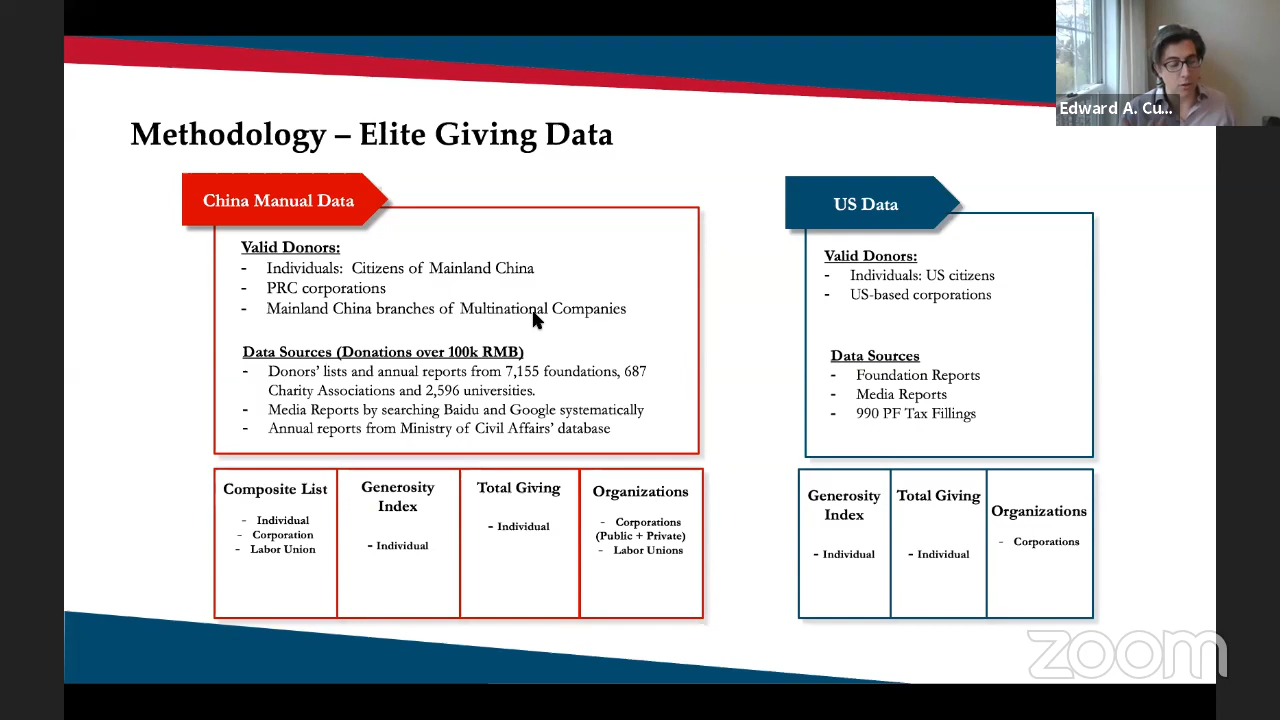 Edward A. Cu...
Methodology – Elite Giving Data
China Manual Data
Valid Donors:
- Individuals: Citizens of Mainland China
- PRC corporations
- Mainland China branches of Multinational Companies
Data Sources (Donations over 100k RMB)
- Donors' lists and annual reports from 7,155 foundations, 687
Charity Associations and 2,596 universities.
- Media Reports by searching Baidu and Google systematically
- Annual reports from Ministry of Civil Affairs' database
Composite List
- Individual
- Corporation
- Labor Union
Generosity
Index
- Individual
Total Giving
- Individual
Organizations
- Corporations
(Public + Private)
- Labor Unions
US Data
Valid Donors:
- Individuals: US citizens
- US-based corporations
Data Sources
- Foundation Reports
- Media Reports
- 990 PF Tax Fillings
Generosity
Index
- Individual
Total Giving
- Individual
Organizations
- Corporations
zoom